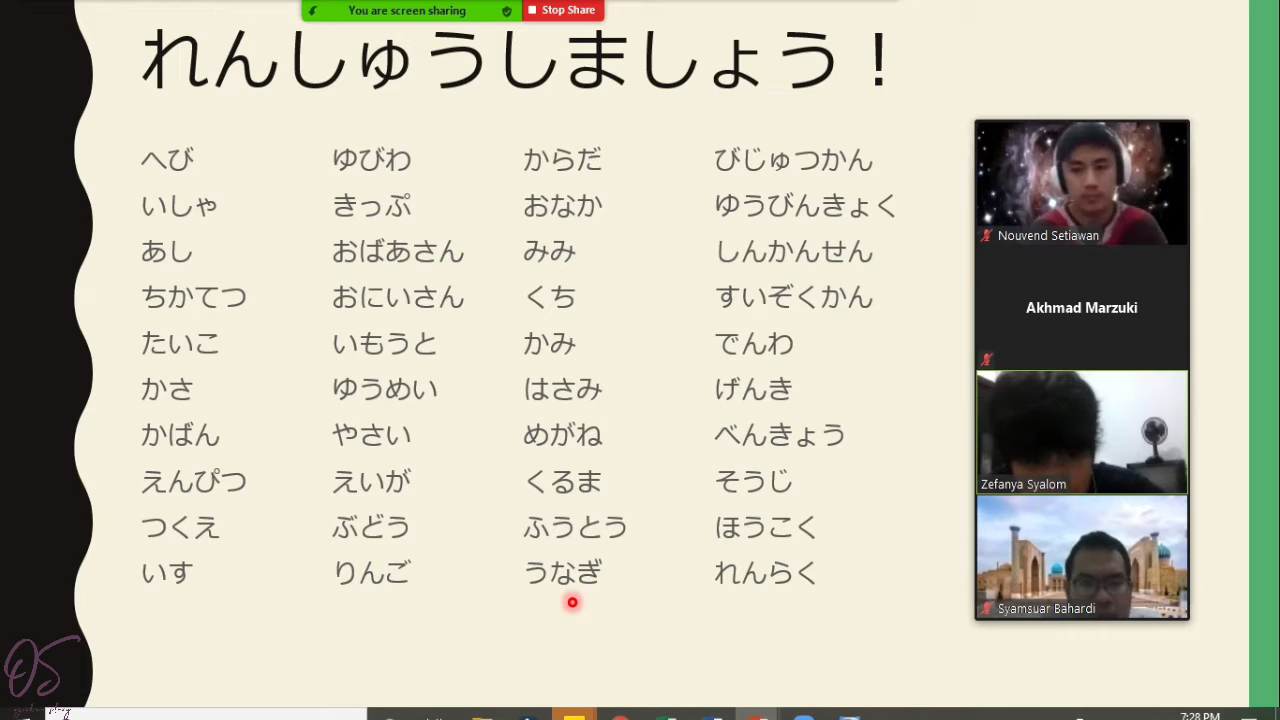 You are screen sharing
Stop Share
れんしゅうしましょう！
へび ゆびわ からだ びじゅつかん
いしゃ きっぷ おなか ゆうびんきょく
あし おばあさん みみ しんかんせん
ちかてつ おにいさん くち すいぞくかん
たいこ いもうと かみ でんわ
かさ ゆうめい はさみ げんき
かばん やさい めがね べんきょう
えんぴつ えいが くるま そうじ
つくえ ぶどう ふうとう ほうこく
いす りんご うなぎ れんらく
Nouvend Setiawan
Akhmad Marzuki
Zefanya Syalom
Syamsuar Bahardi
OS
7:28 PM